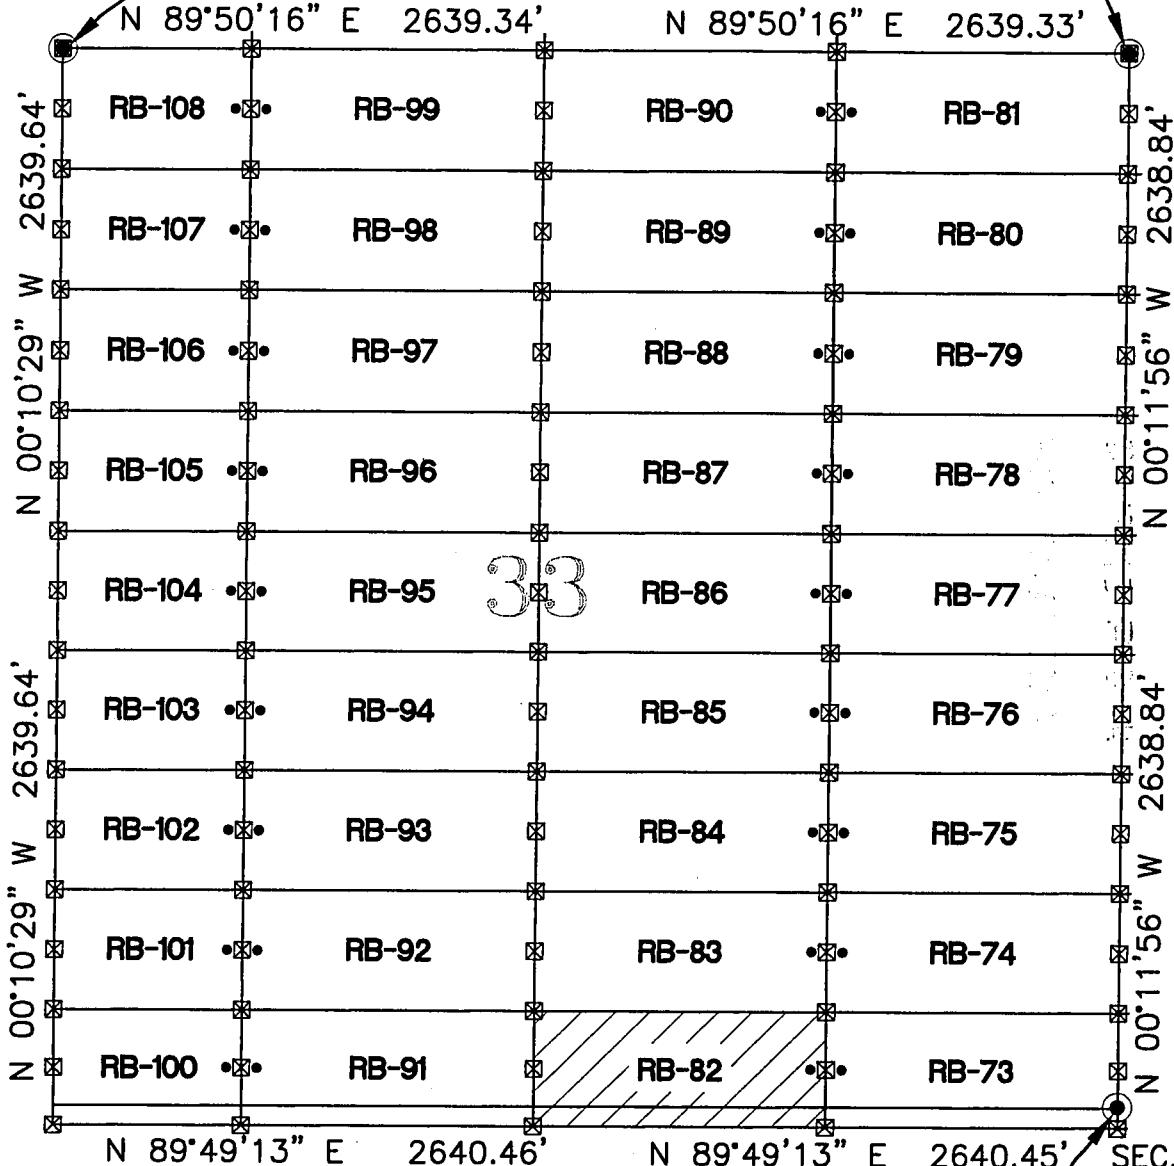 N 89°50'16" E 2639.34' N 89°50'16" E 2639.33'
RB-108 RB-99 RB-90 RB-81
2639.64' 2638.84'
RB-107 RB-98 RB-89 RB-80
N 00°10'29" W N 00°11'56" W
RB-106 RB-97 RB-88 RB-79
RB-105 RB-96 RB-87 RB-78
33
RB-104 RB-95 RB-86 RB-77
RB-103 RB-94 RB-85 RB-76
2639.64' 2638.84'
RB-102 RB-93 RB-84 RB-75
N 00°10'29" W N 00°11'56" W
RB-101 RB-92 RB-83 RB-74
RB-100 RB-91 RB-82 RB-73
N 89°49'13" E 2640.46' N 89°49'13" E 2640.45' SEC.